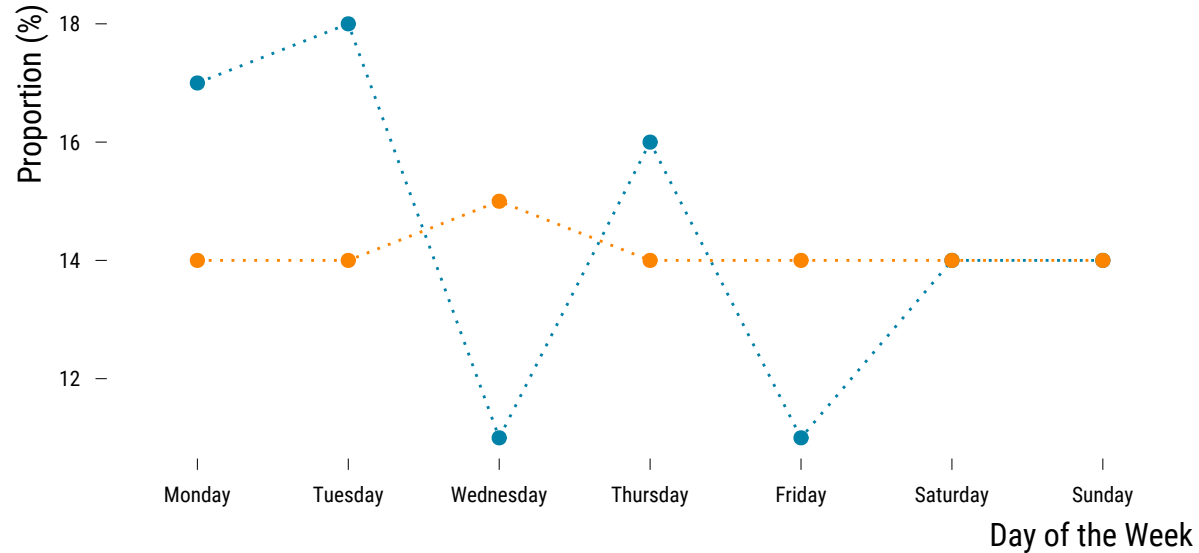 Proportion (%)
18
16
14
12
Monday Tuesday Wednesday Thursday Friday Saturday Sunday
Day of the Week